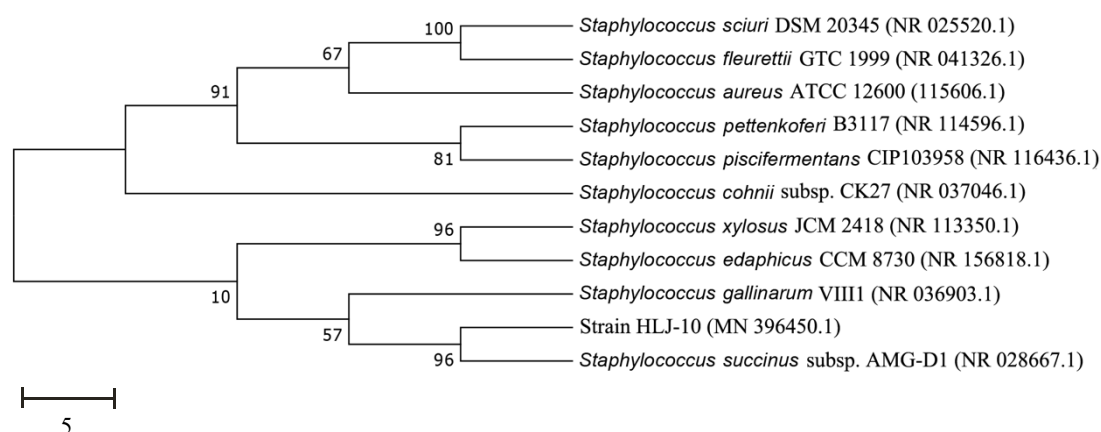 100
Staphylococcus sciuri DSM 20345 (NR 025520.1)
67
Staphylococcus fleurettii GTC 1999 (NR 041326.1)
91
Staphylococcus aureus ATCC 12600 (115606.1)
Staphylococcus pettenkoferi B3117 (NR 114596.1)
81
Staphylococcus piscifermentans CIP103958 (NR 116436.1)
Staphylococcus cohnii subsp. CK27 (NR 037046.1)
96
Staphylococcus xylosus JCM 2418 (NR 113350.1)
Staphylococcus edaphicus CCM 8730 (NR 156818.1)
10
Staphylococcus gallinarum VIII1 (NR 036903.1)
57
Strain HLJ-10 (MN 396450.1)
96
Staphylococcus succinus subsp. AMG-D1 (NR 028667.1)
5